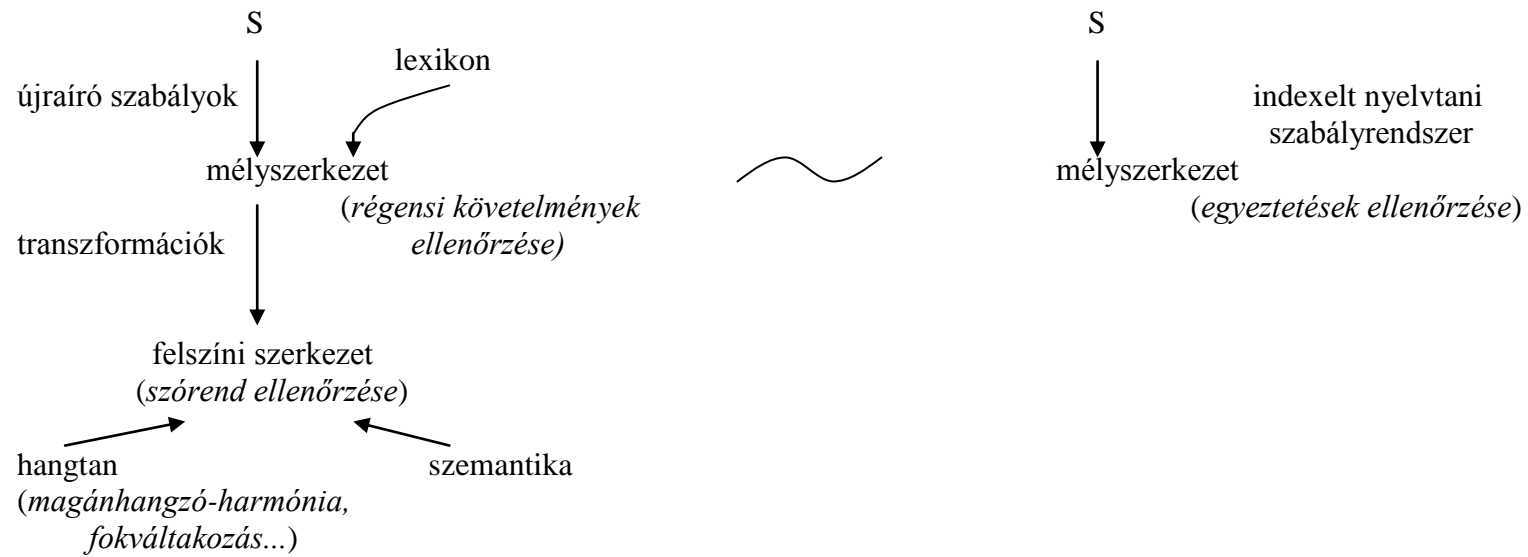 S
lexikon
újraíró szabályok
mélyszerkezet
(régensi követelmények
ellenőrzése)
transzformációk
felszíni szerkezet
(szórend ellenőrzése)
hangtan
(magánhangzó-harmónia,
fokváltakozás...)
szemantika
S
indexelt nyelvtani
szabályrendszer
mélyszerkezet
(egyeztetések ellenőrzése)